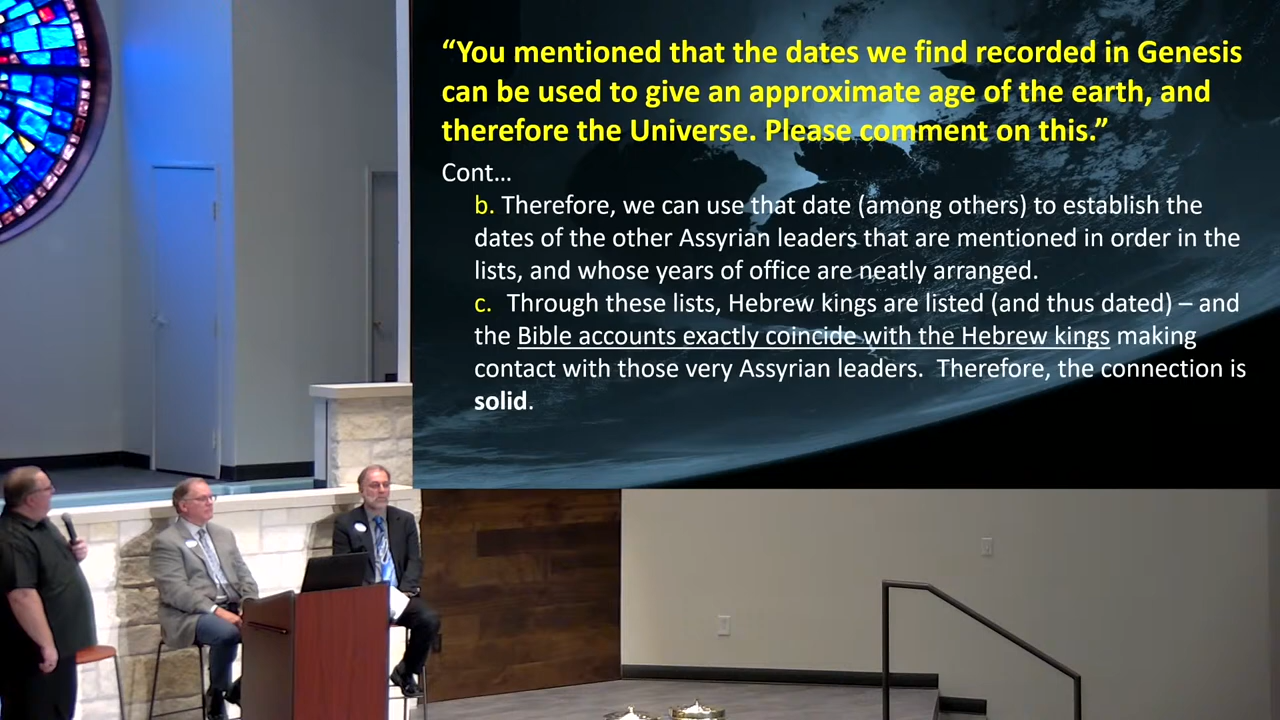 “You mentioned that the dates we find recorded in Genesis
can be used to give an approximate age of the earth, and
therefore the Universe. Please comment on this.”
Cont…
b. Therefore, we can use that date (among others) to establish the
dates of the other Assyrian leaders that are mentioned in order in the
lists, and whose years of office are neatly arranged.
c. Through these lists, Hebrew kings are listed (and thus dated) – and
the Bible accounts exactly coincide with the Hebrew kings making
contact with those very Assyrian leaders. Therefore, the connection is
solid.